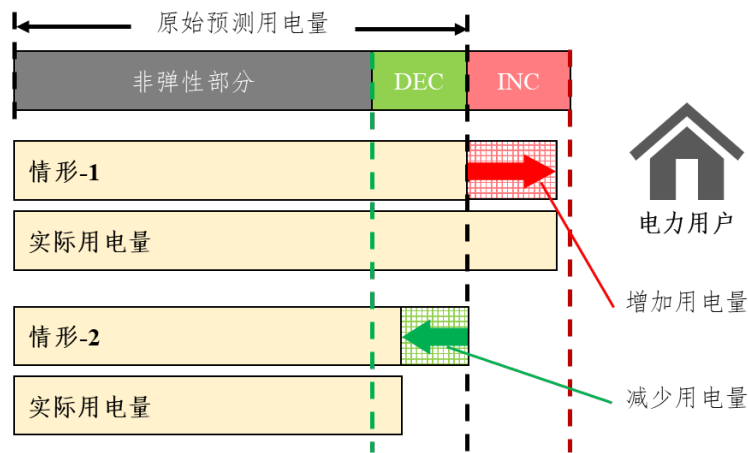 原始预测用电量
非弹性部分
DEC
INC
情形-1
实际用电量
电力用户
增加用电量
情形-2
减少用电量
实际用电量